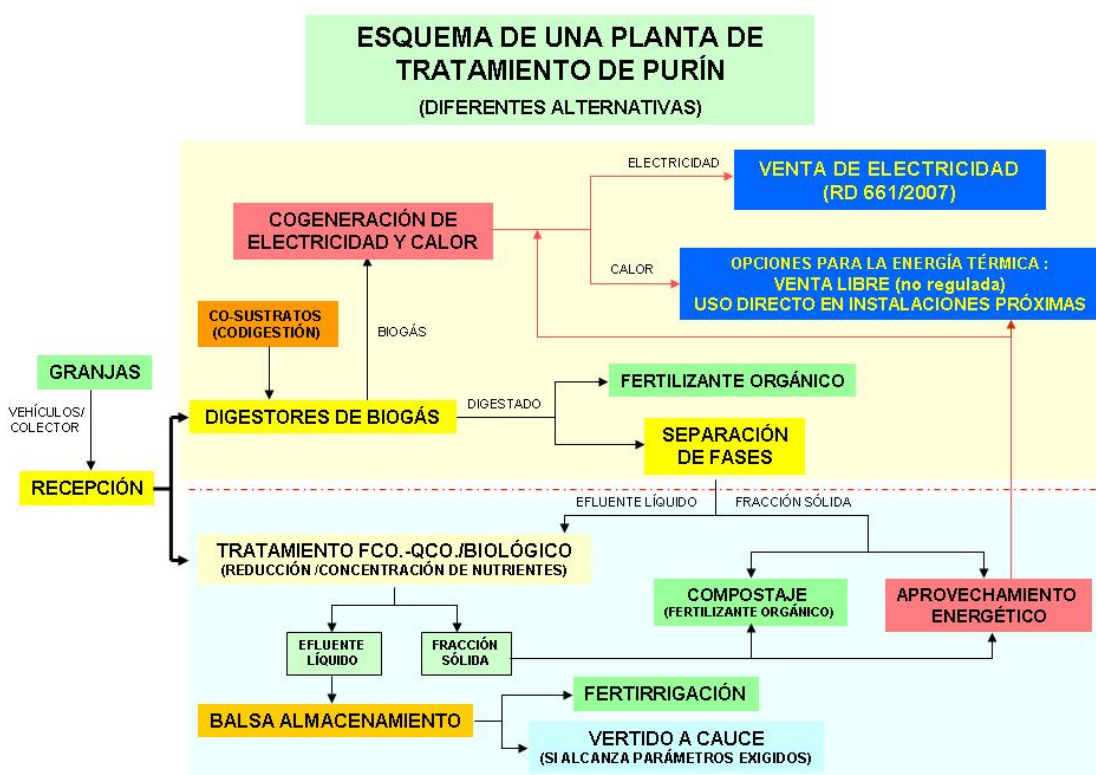 ESQUEMA DE UNA PLANTA DE
TRATAMIENTO DE PURÍN
(DIFERENTES ALTERNATIVAS)
ELECTRICIDAD
VENTA DE ELECTRICIDAD
(RD 661/2007)
COGENERACIÓN DE
ELECTRICIDAD Y CALOR
CALOR
OPCIONES PARA LA ENERGÍA TÉRMICA :
VENTA LIBRE (no regulada)
USO DIRECTO EN INSTALACIONES PRÓXIMAS
CO-SUSTRATOS
(CODIGESTIÓN)
BIOGÁS
GRANJAS
FERTILIZANTE ORGÁNICO
VEHÍCULOS/
COLECTOR
DIGESTORES DE BIOGÁS
DIGESTADO
SEPARACIÓN
DE FASES
RECEPCIÓN
EFLUENTE LÍQUIDO
FRACCIÓN SÓLIDA
TRATAMIENTO FCO.-QCO./BIOLÓGICO
(REDUCCIÓN /CONCENTRACIÓN DE NUTRIENTES)
COMPOSTAJE
(FERTILIZANTE ORGÁNICO)
APROVECHAMIENTO
ENERGÉTICO
EFLUENTE
LÍQUIDO
FRACCIÓN
SÓLIDA
FERTIRRIGACIÓN
BALSA ALMACENAMIENTO
VERTIDO A CAUCE
(SI ALCANZA PARÁMETROS EXIGIDOS)